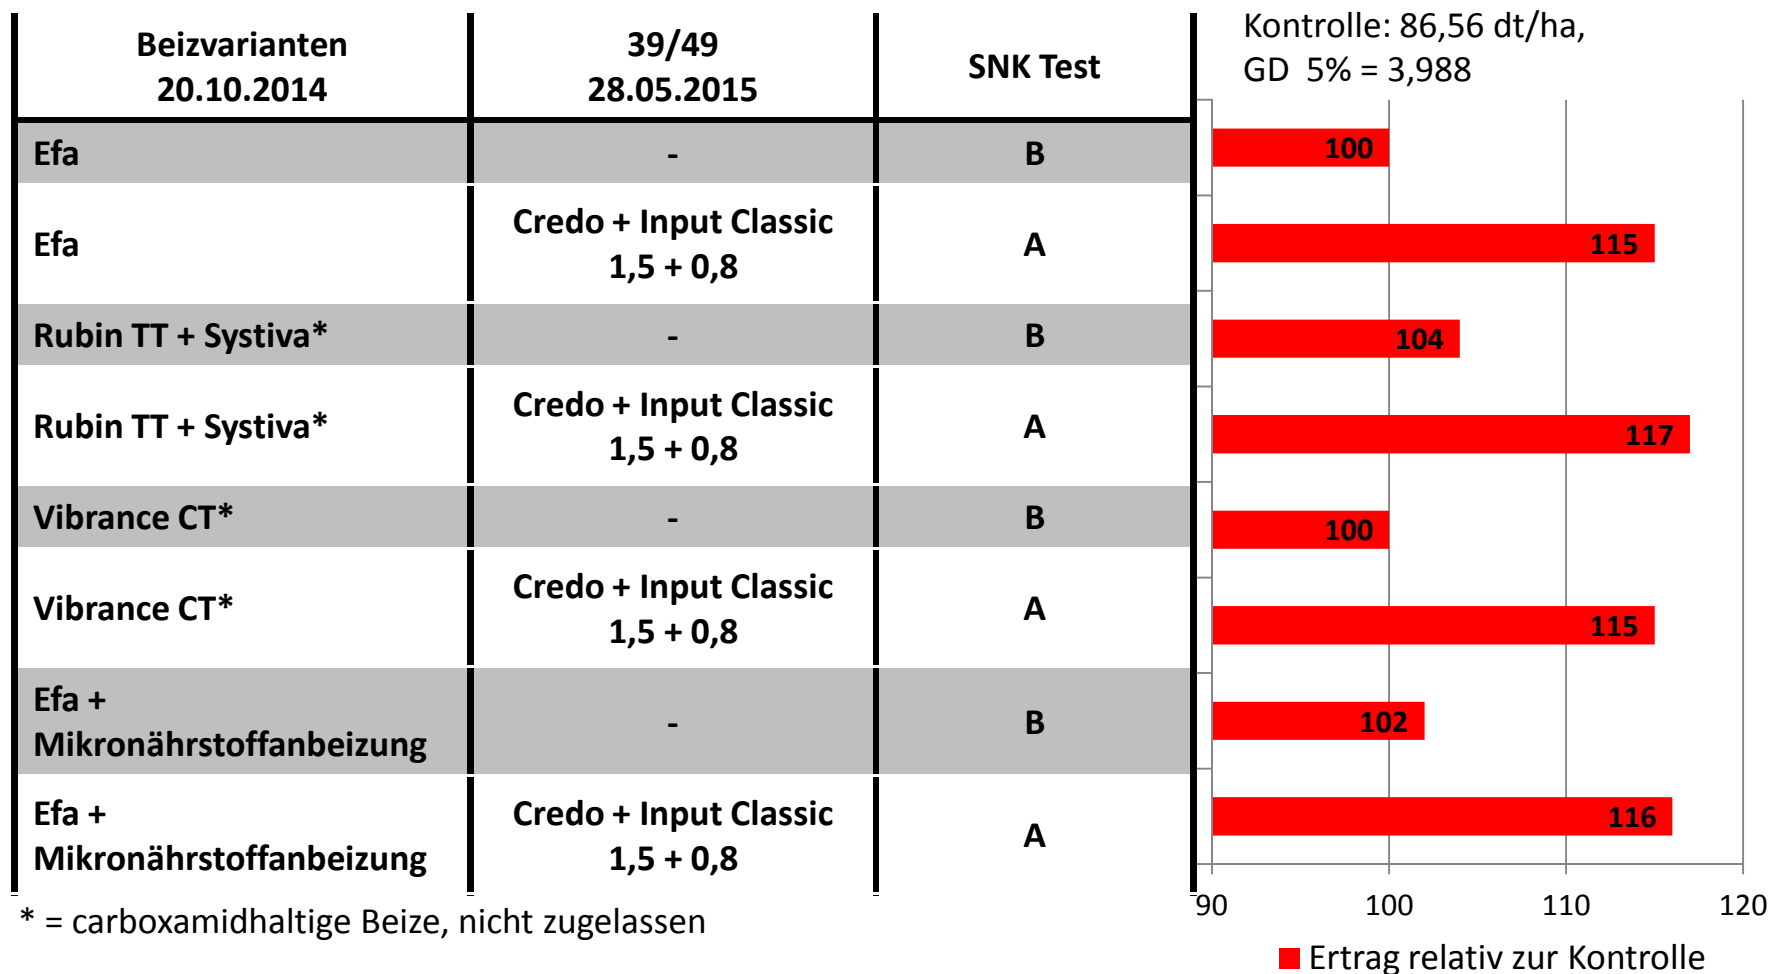 Beizvarianten
20.10.2014
39/49
28.05.2015
SNK Test
Kontrolle: 86,56 dt/ha,
GD 5% = 3,988
Efa
-
B
100
Efa
Credo + Input Classic
1,5 + 0,8
A
115
Rubin TT + Systiva*
-
B
104
Rubin TT + Systiva*
Credo + Input Classic
1,5 + 0,8
A
117
Vibrance CT*
-
B
100
Vibrance CT*
Credo + Input Classic
1,5 + 0,8
A
115
Efa +
Mikronährstoffanbeizung
-
B
102
Efa +
Mikronährstoffanbeizung
Credo + Input Classic
1,5 + 0,8
A
116
90 100 110 120
* = carboxamidhaltige Beize, nicht zugelassen
Ertrag relativ zur Kontrolle